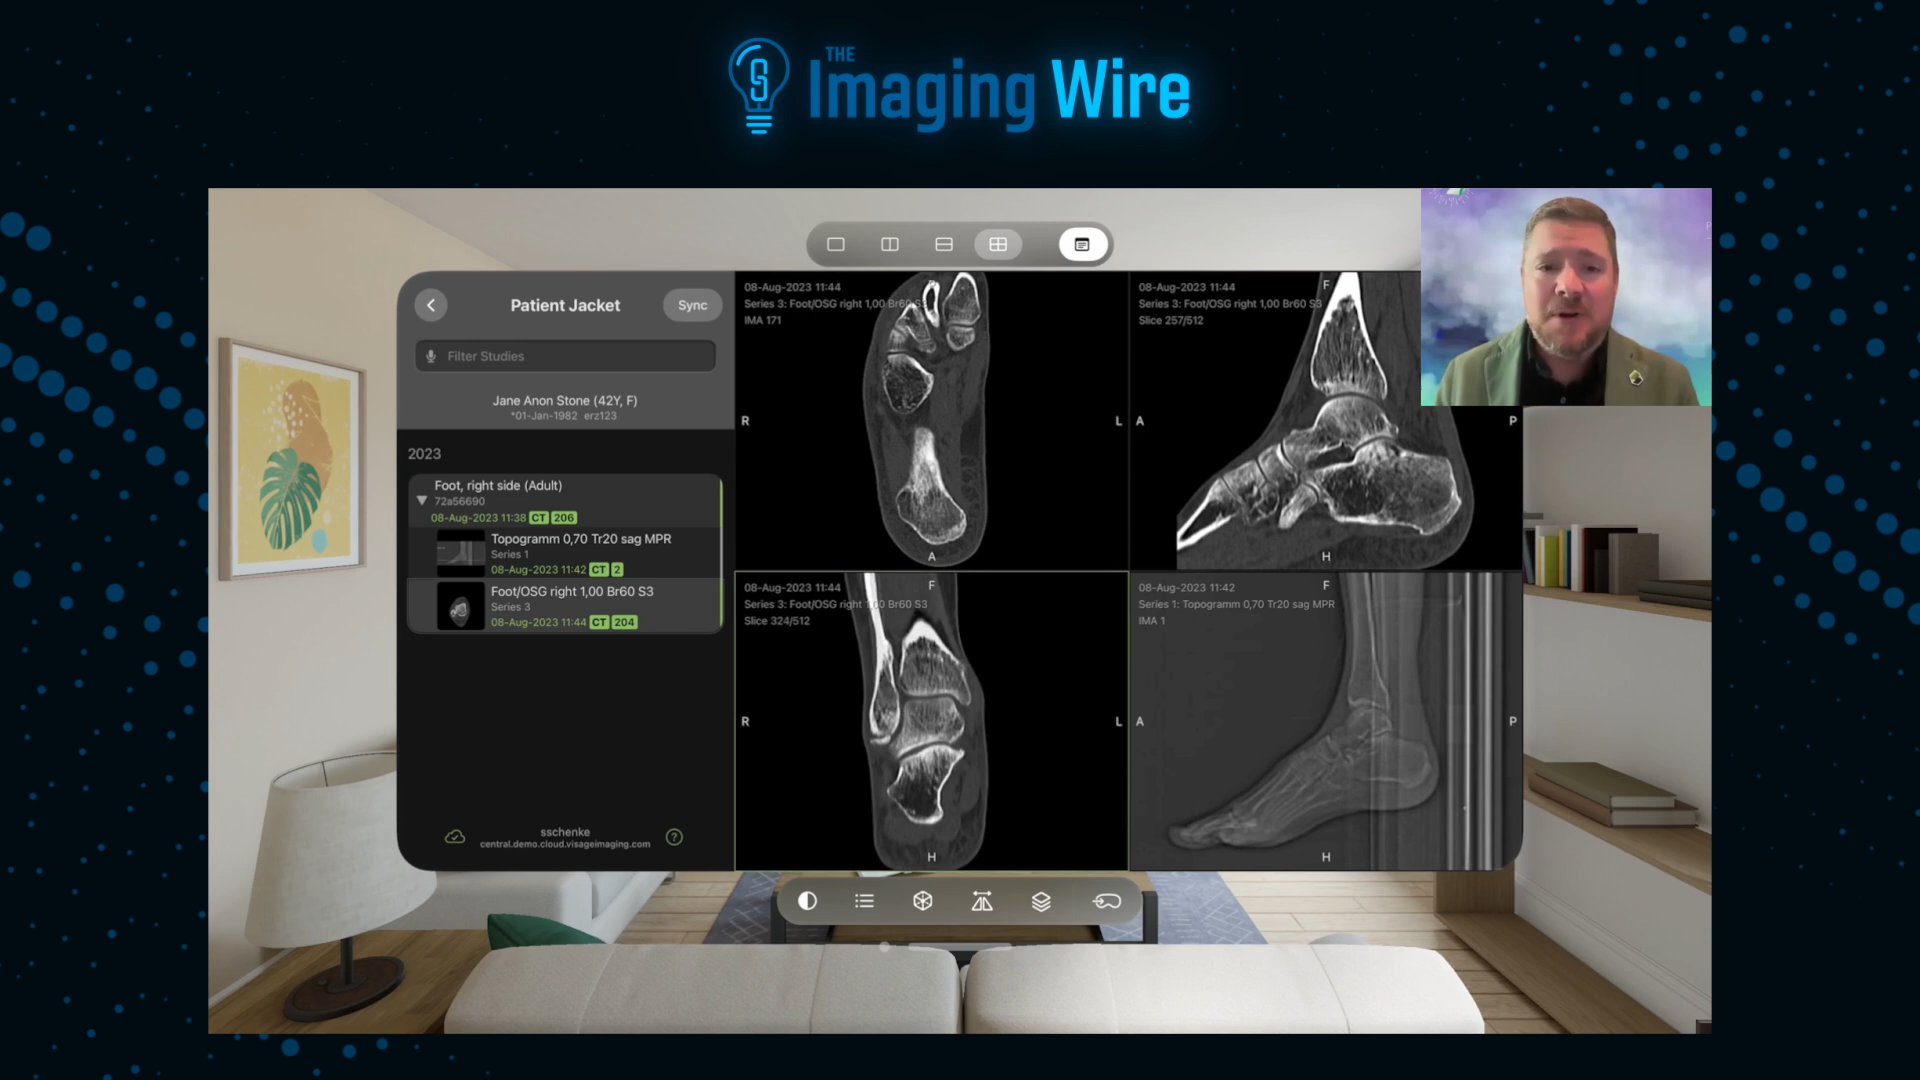 THE
Imaging Wire
Patient Jacket
Sync
Filter Studies
Jane Anon Stone (42Y, F)
*01-Jan-1982 erz123
2023
Foot, right side (Adult)
72a56690
08-Aug-2023 11:38 CT 206
Topogramm 0,70 Tr20 sag MPR
Series 1
08-Aug-2023 11:42 CT 2
Foot/OSG right 1,00 Br60 S3
Series 3
08-Aug-2023 11:44 CT 204
sschenke
central.demo.cloud.visageimaging.com
?
08-Aug-2023 11:44
Series 3: Foot/OSG right 1,00 Br60 S3
IMA 171
R
L
A
08-Aug-2023 11:44
Series 3: Foot/OSG right 1,00 Br60 S3
Slice 257/512
F
A
P
H
08-Aug-2023 11:44
Series 3: Foot/OSG right 1,00 Br60 S3
Slice 324/512
F
R
L
H
08-Aug-2023 11:42
Series 1: Topogramm 0,70 Tr20 sag MPR
IMA 1
F
A
P
H